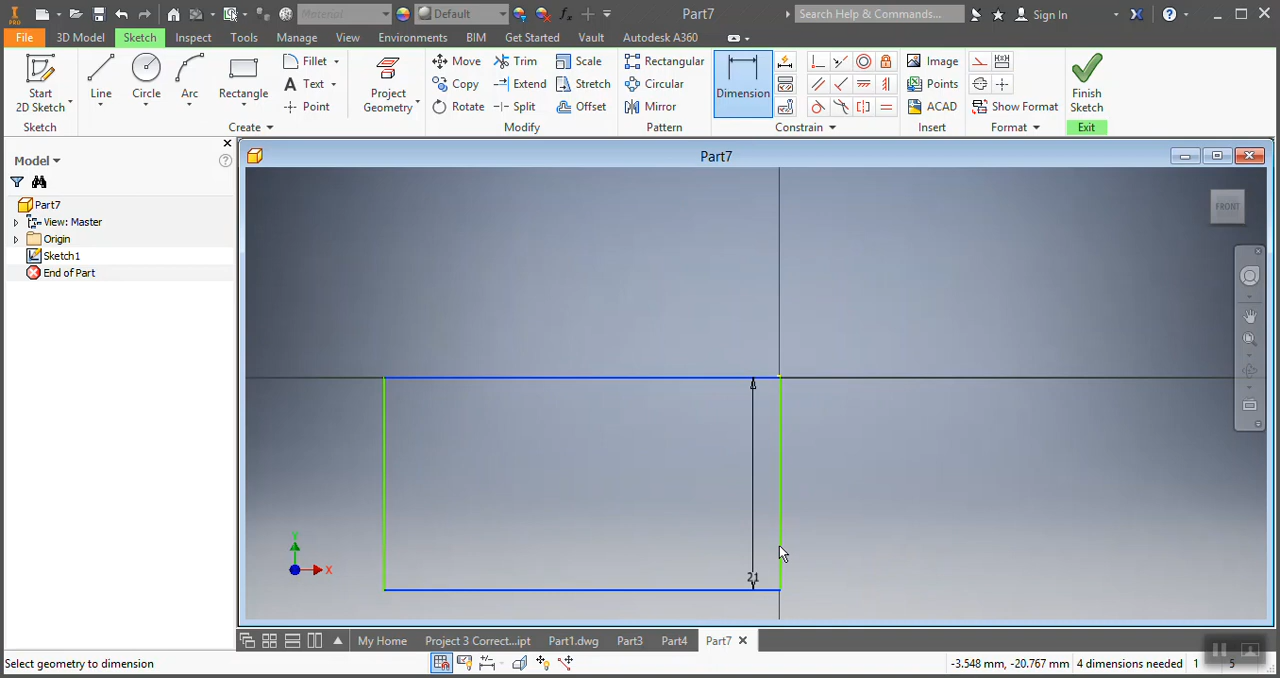 PRO Material Default Part7 Search Help & Commands... Sign In
File 3D Model Sketch Inspect Tools Manage View Environments BIM Get Started Vault Autodesk A360
Start 2D Sketch
Sketch
Line
Circle
Arc
Rectangle
Fillet
Text
Point
Create
Project Geometry
Move Trim Scale
Copy Extend Stretch
Rotate Split Offset
Modify
Rectangular
Circular
Mirror
Pattern
Dimension
Constrain
Image
Points
ACAD
Insert
Show Format
Format
Finish Sketch
Exit
Model
Part7
View: Master
Origin
Sketch1
End of Part
Part7
FRONT
21
Y
X
My Home Project 3 Correct...ipt Part1.dwg Part3 Part4 Part7
Select geometry to dimension
-3.548 mm, -20.767 mm 4 dimensions needed 1 5